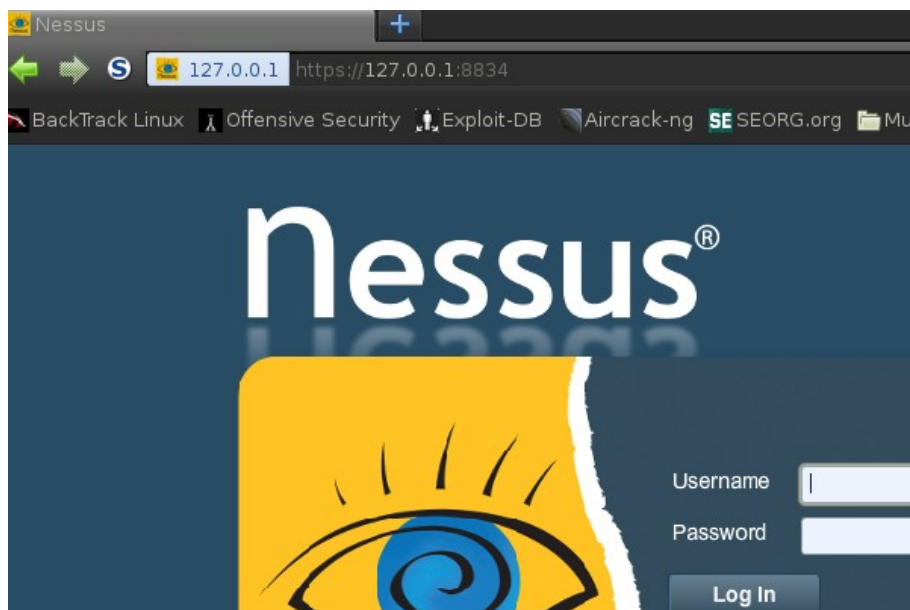 Nessus
S 127.0.0.1 https://127.0.0.1:8834
BackTrack Linux Offensive Security Exploit-DB Aircrack-ng SE SEORG.org Mu
nessus®
Username
Password
Log In